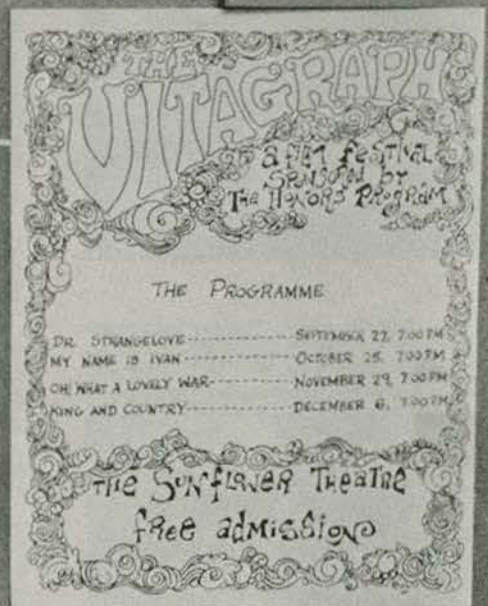 THE
VITAGRAPH
a film festival
sponsored by
The Honors Program
THE PROGRAMME
DR. STRANGELOVE ------------ SEPTEMBER 27, 7:00 PM
MY NAME IS IVAN ------------ OCTOBER 25, 7:00 PM
OH! WHAT A LOVELY WAR --------- NOVEMBER 29, 7:00 PM
KING AND COUNTRY ------------ DECEMBER 6, 7:00 PM
THE SUNFLOWER THEATRE
free admission